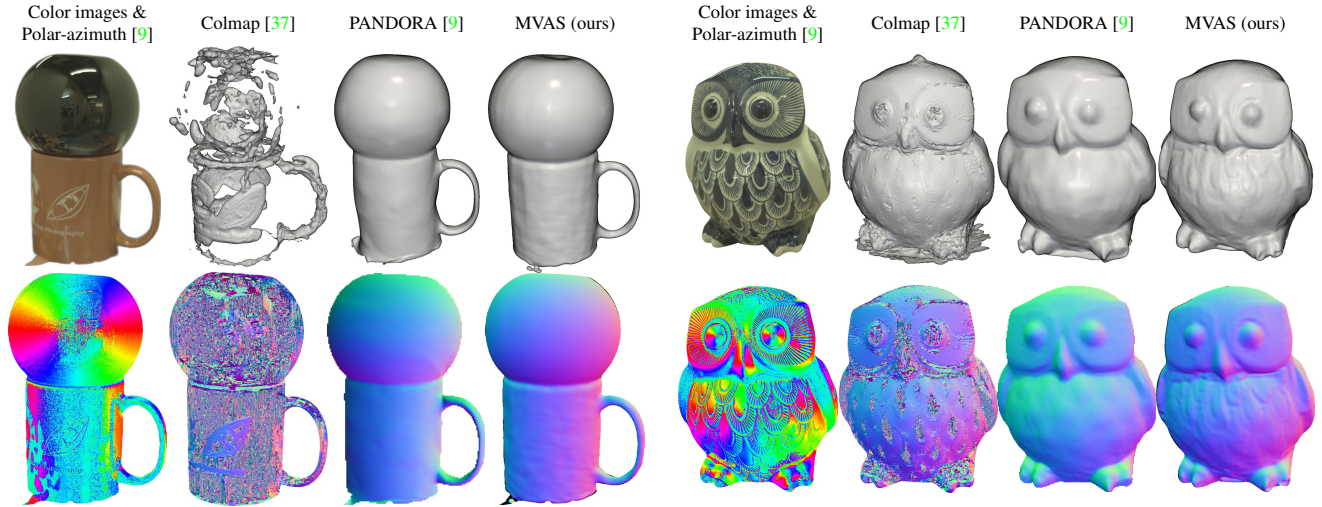 Color images &
Polar-azimuth [9]
Colmap [37]
PANDORA [9]
MVAS (ours)
Color images &
Polar-azimuth [9]
Colmap [37]
PANDORA [9]
MVAS (ours)
Photography